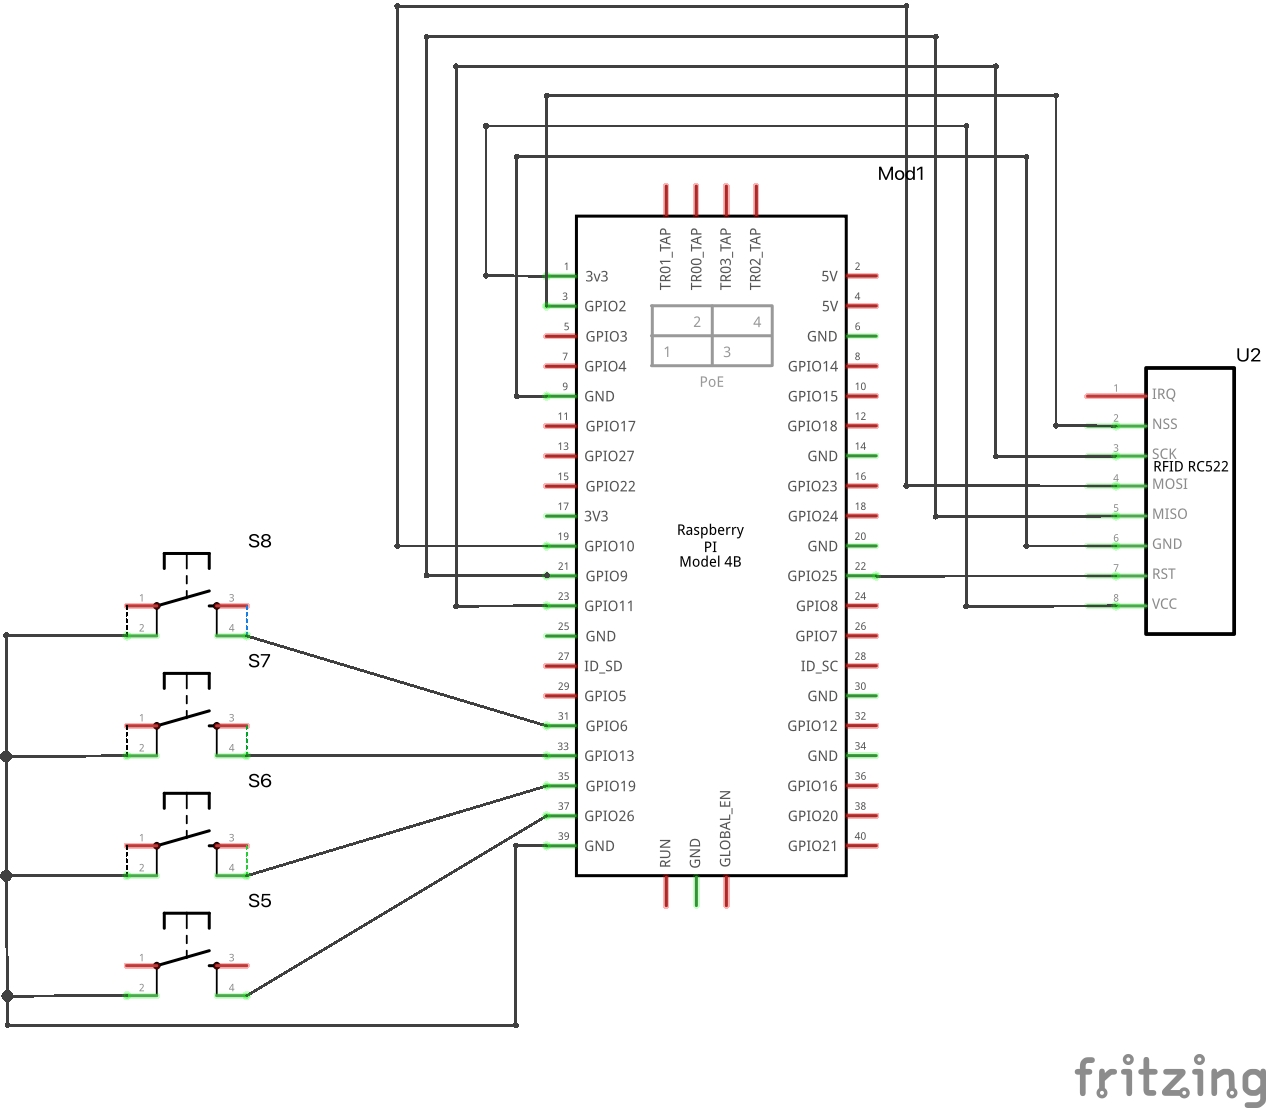 Mod1
TR01_TAP
TR00_TAP
TR03_TAP
TR02_TAP
1 3v3
5V 2
3 GPIO2
5V 4
5 GPIO3
GND 6
7 GPIO4
GPIO14 8
9 GND
GPIO15 10
11 GPIO17
GPIO18 12
13 GPIO27
GND 14
15 GPIO22
GPIO23 16
17 3V3
GPIO24 18
19 GPIO10
GND 20
21 GPIO9
GPIO25 22
23 GPIO11
GPIO8 24
25 GND
GPIO7 26
27 ID_SD
ID_SC 28
29 GPIO5
GND 30
31 GPIO6
GPIO12 32
33 GPIO13
GND 34
35 GPIO19
GPIO16 36
37 GPIO26
GPIO20 38
39 GND
GPIO21 40
2 4
1 3
PoE
Raspberry
PI
Model 4B
RUN
GND
GLOBAL_EN
U2
1 IRQ
2 NSS
3 SCK
RFID RC522
4 MOSI
5 MISO
6 GND
7 RST
8 VCC
S8
1 3
2 4
S7
1 3
2 4
S6
1 3
2 4
S5
1 3
2 4
fritzing